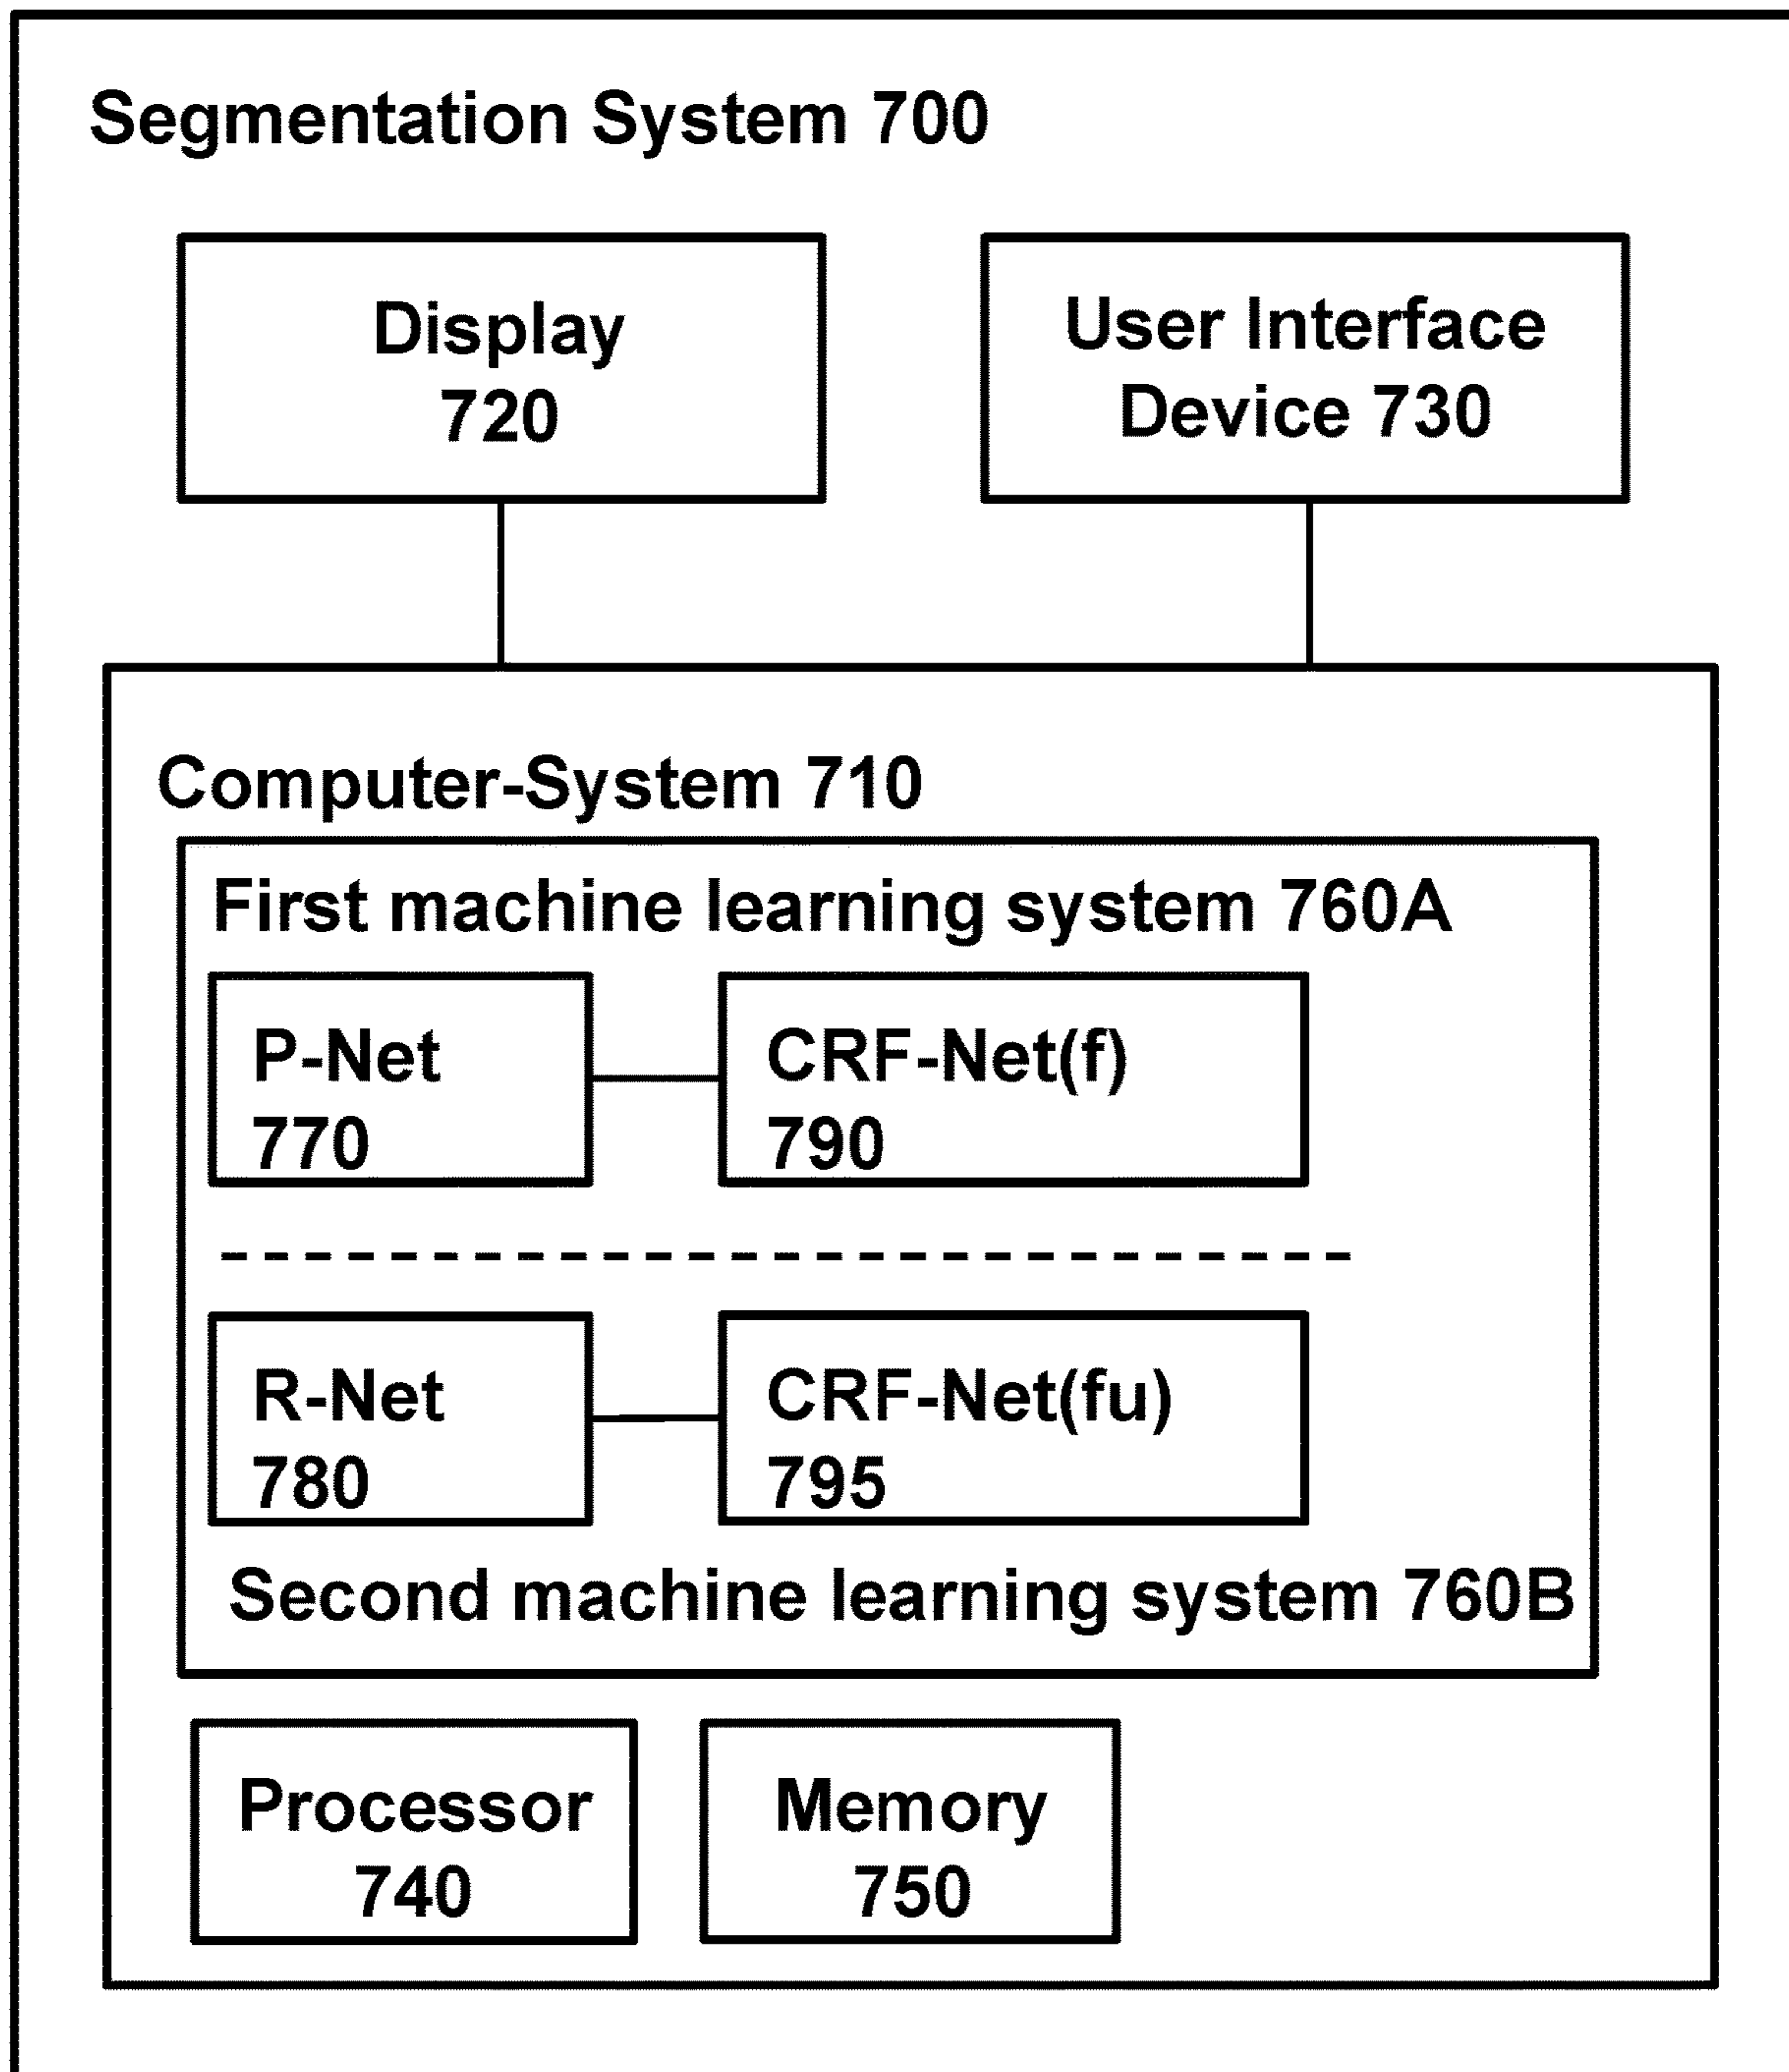 Segmentation System 700
Display
720
User Interface
Device 730
Computer-System 710
First machine learning system 760A
P-Net
770
CRF-Net(f)
790
R-Net
780
CRF-Net(fu)
795
Second machine learning system 760B
Processor
740
Memory
750